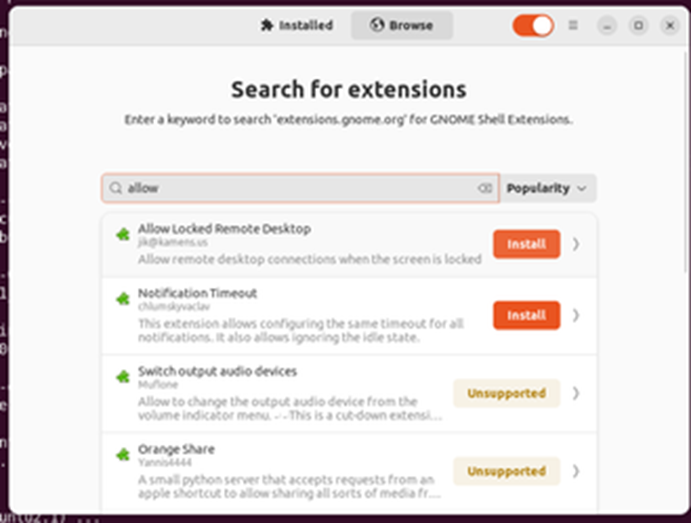 Installed
Browse
Search for extensions
Enter a keyword to search 'extensions.gnome.org' for GNOME Shell Extensions.
allow
Popularity
Allow Locked Remote Desktop
jik@kamens.us
Allow remote desktop connections when the screen is locked
Install
Notification Timeout
chlumskyvaclav
This extension allows configuring the same timeout for all
notifications. It also allows ignoring the idle state.
Install
Switch output audio devices
Muflone
Allow to change the output audio device from the
volume indicator menu. --This is a cut-down extensi...
Unsupported
Orange Share
Yannis4444
A small python server that accepts requests from an
apple shortcut to allow sharing all sorts of media fr...
Unsupported